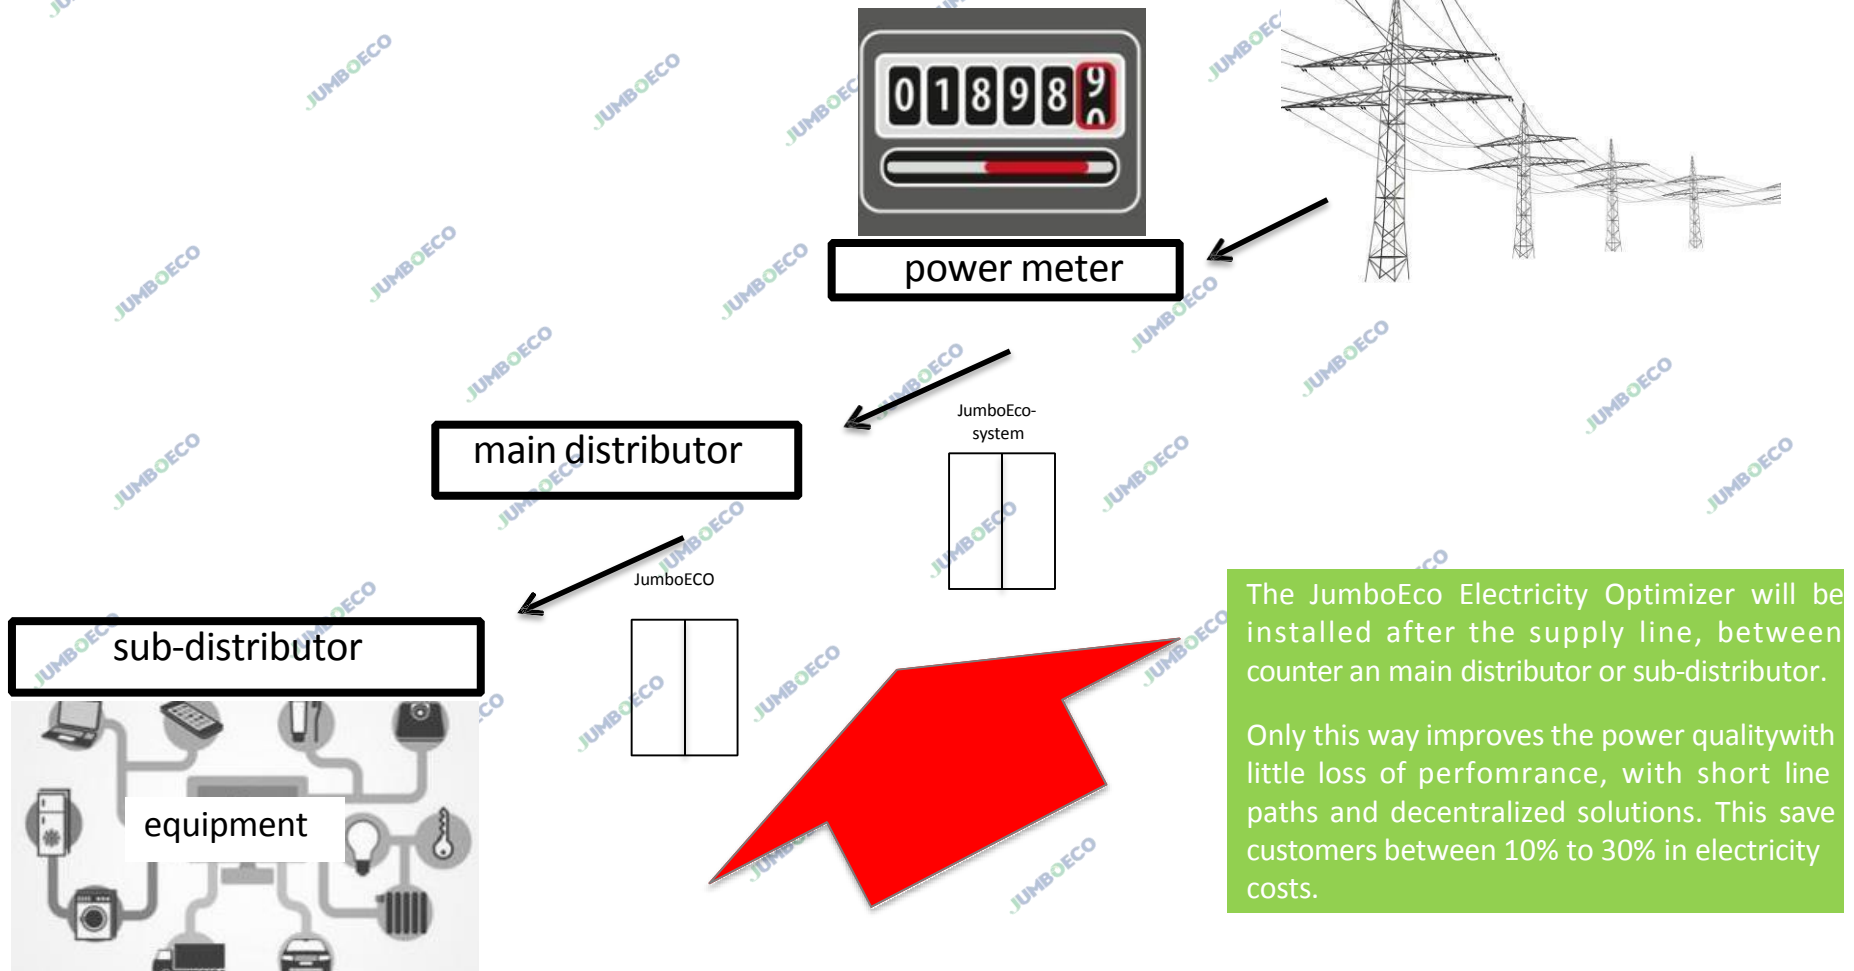 018989
0
power meter
JumboEco-
system
main distributor
JumboECO
sub-distributor
equipment
The JumboEco Electricity Optimizer will be
installed after the supply line, between
counter an main distributor or sub-distributor.
Only this way improves the power qualitywith
little loss of perfomrance, with short line
paths and decentralized solutions. This save
customers between 10% to 30% in electricity
costs.
JUMBOECO